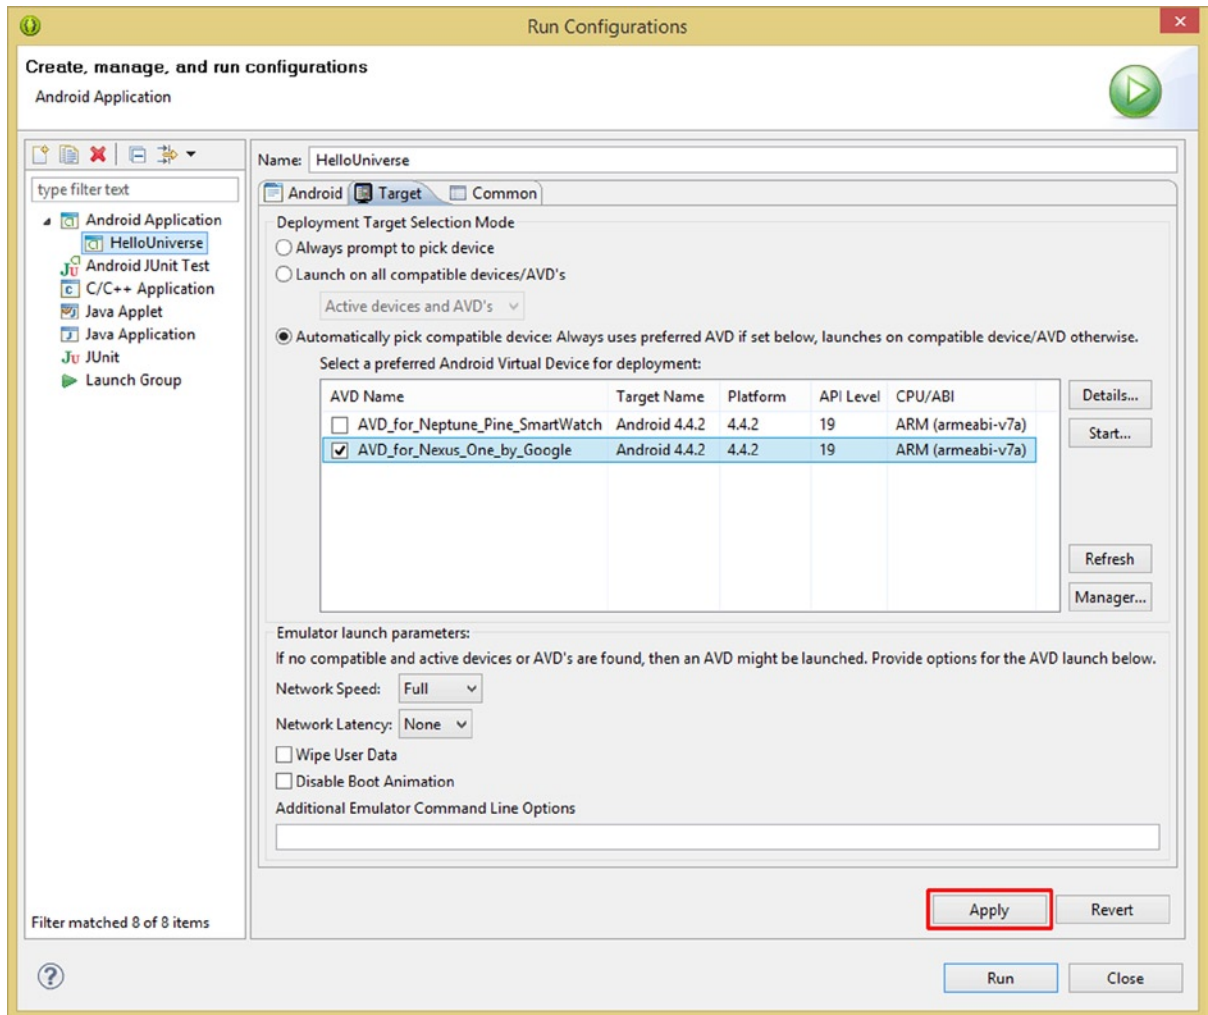 Run Configurations
Create, manage, and run configurations
Android Application
type filter text
Android Application
HelloUniverse
Android JUnit Test
C/C++ Application
Java Applet
Java Application
Ju JUnit
Launch Group
Filter matched 8 of 8 items
Name: HelloUniverse
Android Target Common
Deployment Target Selection Mode
Always prompt to pick device
Launch on all compatible devices/AVD's
Active devices and AVD's
Automatically pick compatible device: Always uses preferred AVD if set below, launches on compatible device/AVD otherwise.
Select a preferred Android Virtual Device for deployment:
AVD Name Target Name Platform API Level CPU/ABI
AVD_for_Neptune_Pine_SmartWatch Android 4.4.2 4.4.2 19 ARM (armeabi-v7a)
AVD_for_Nexus_One_by_Google Android 4.4.2 4.4.2 19 ARM (armeabi-v7a)
Details...
Start...
Refresh
Manager...
Emulator launch parameters:
If no compatible and active devices or AVD's are found, then an AVD might be launched. Provide options for the AVD launch below.
Network Speed: Full
Network Latency: None
Wipe User Data
Disable Boot Animation
Additional Emulator Command Line Options
Apply Revert
Run Close